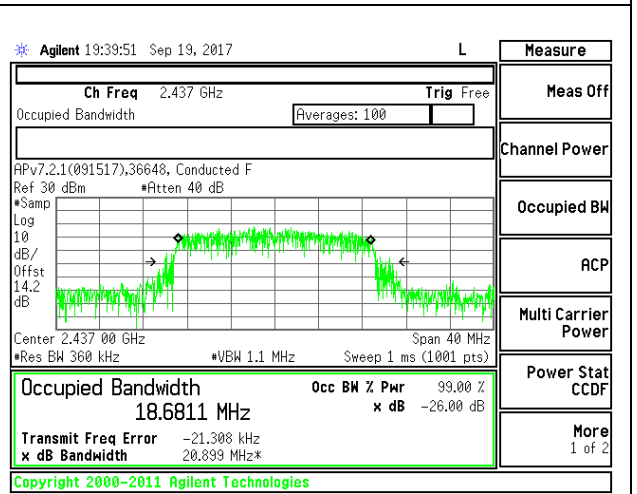 Agilent 19:39:51 Sep 19, 2017 L
Measure
Ch Freq 2.437 GHz Trig Free
Occupied Bandwidth Averages: 100
Meas Off
Channel Power
Occupied BW
ACP
Multi Carrier
Power
Power Stat
CCDF
More
1 of 2
APv7.2.1(091517),36648, Conducted F
Ref 30 dBm #Atten 40 dB
#Samp
Log
10
dB/
Offst
14.2
dB
Center 2.437 00 GHz Span 40 MHz
#Res BW 360 kHz #VBW 1.1 MHz Sweep 1 ms (1001 pts)
Occupied Bandwidth Occ BW % Pwr 99.00 %
18.6811 MHz x dB -26.00 dB
Transmit Freq Error -21.308 kHz
x dB Bandwidth 20.899 MHz*
Copyright 2000-2011 Agilent Technologies